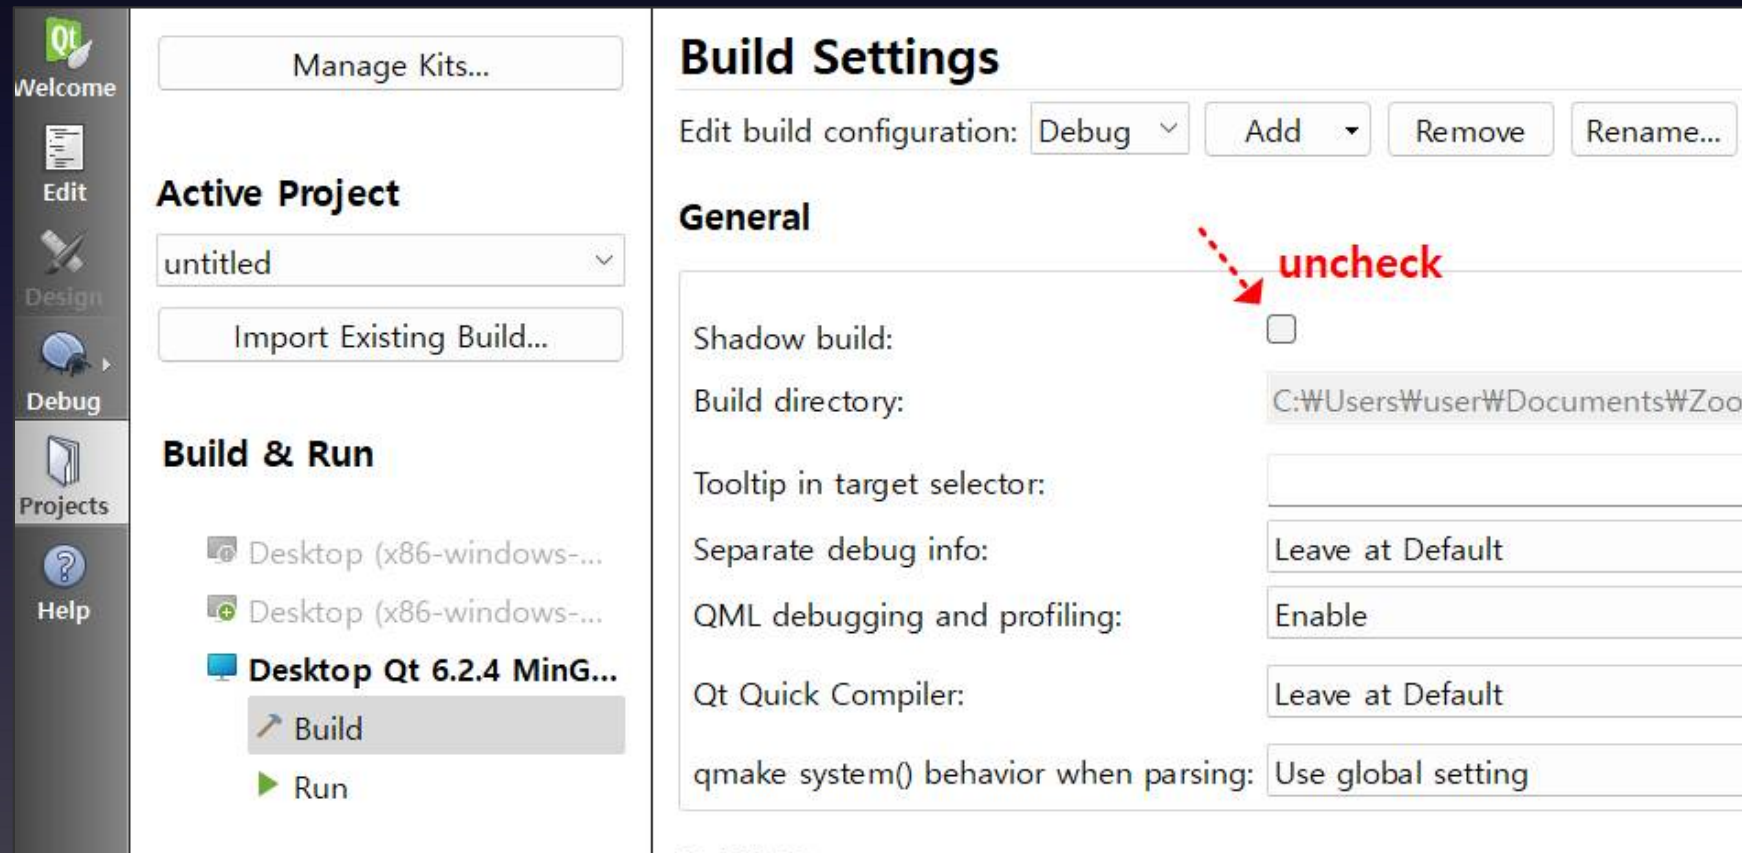 Qt
Welcome
Edit
Design
Debug
Projects
Help
Manage Kits...
Active Project
untitled
Import Existing Build...
Build & Run
Desktop (x86-windows-...
Desktop (x86-windows-...
Desktop Qt 6.2.4 MinG...
Build
Run
Build Settings
Edit build configuration: Debug Add Remove Rename...
General
uncheck
Shadow build:
Build directory: C:₩Users₩user₩Documents₩Zoo
Tooltip in target selector:
Separate debug info: Leave at Default
QML debugging and profiling: Enable
Qt Quick Compiler: Leave at Default
qmake system() behavior when parsing: Use global setting